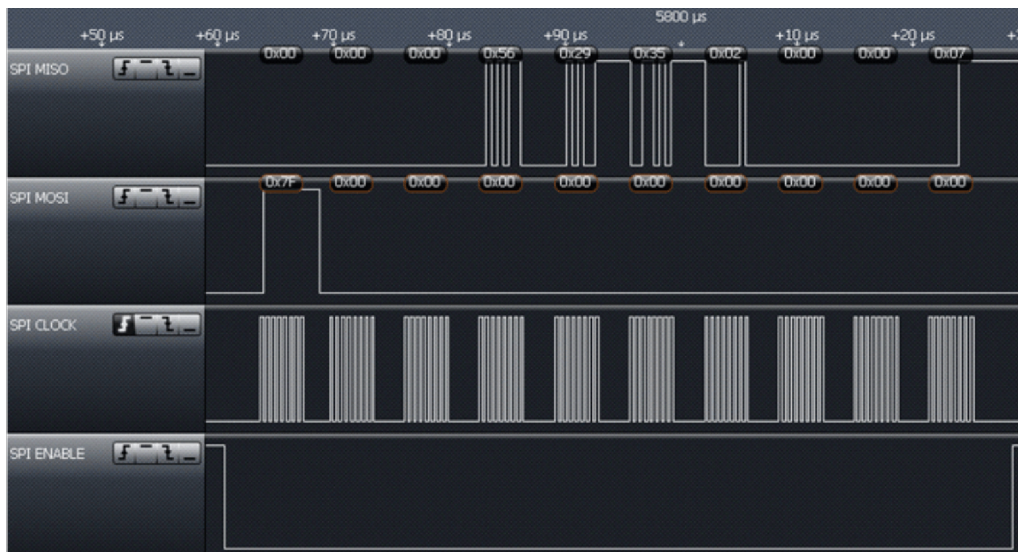 5800 µs
+50 µs +60 µs +70 µs +80 µs +90 µs +10 µs +20 µs
SPI MISO 0x00 0x00 0x00 0x56 0x29 0x35 0x02 0x00 0x00 0x07
SPI MOSI 0x7F 0x00 0x00 0x00 0x00 0x00 0x00 0x00 0x00 0x00
SPI CLOCK
SPI ENABLE